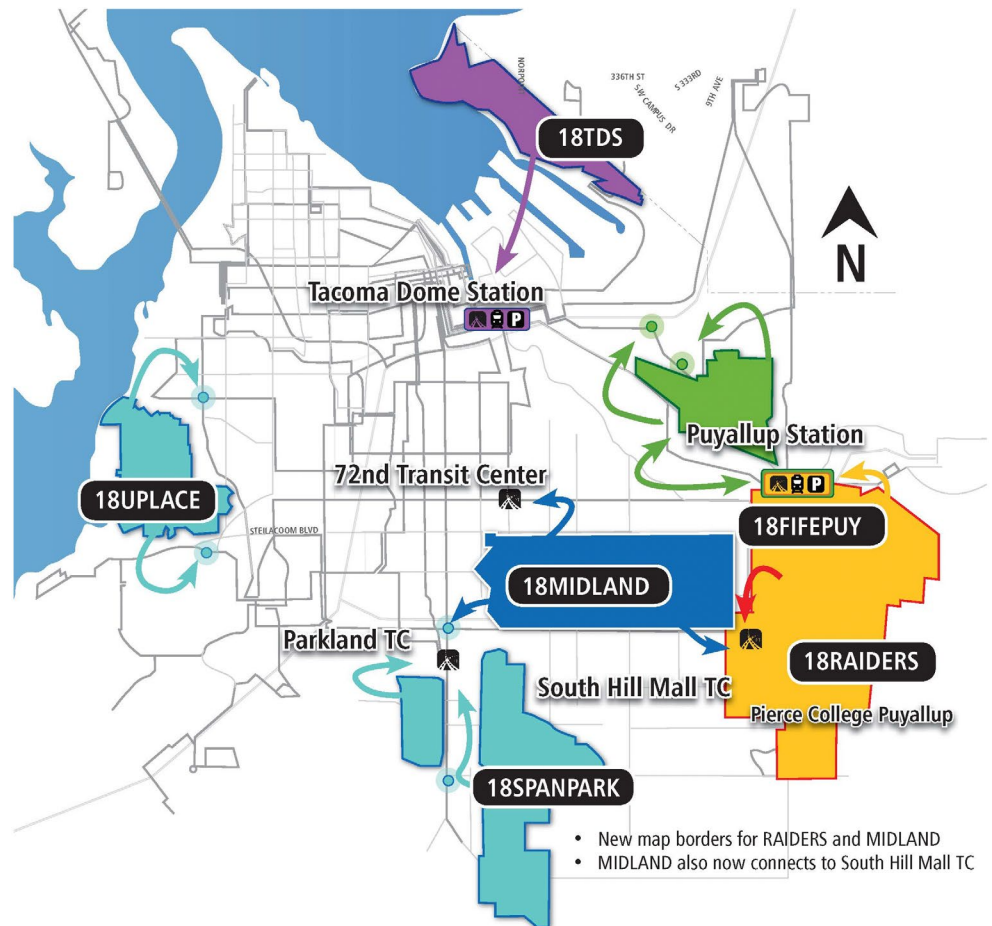 336TH ST
S 333RD
9TH AVE
SW CAMPUS DR
18TDS
N
Tacoma Dome Station
P
Puyallup Station
P
72nd Transit Center
18UPLACE
STEILACOOM BLVD
18FIFEPUY
18MIDLAND
Parkland TC
18RAIDERS
South Hill Mall TC
Pierce College Puyallup
18SPANPARK
• New map borders for RAIDERS and MIDLAND
• MIDLAND also now connects to South Hill Mall TC